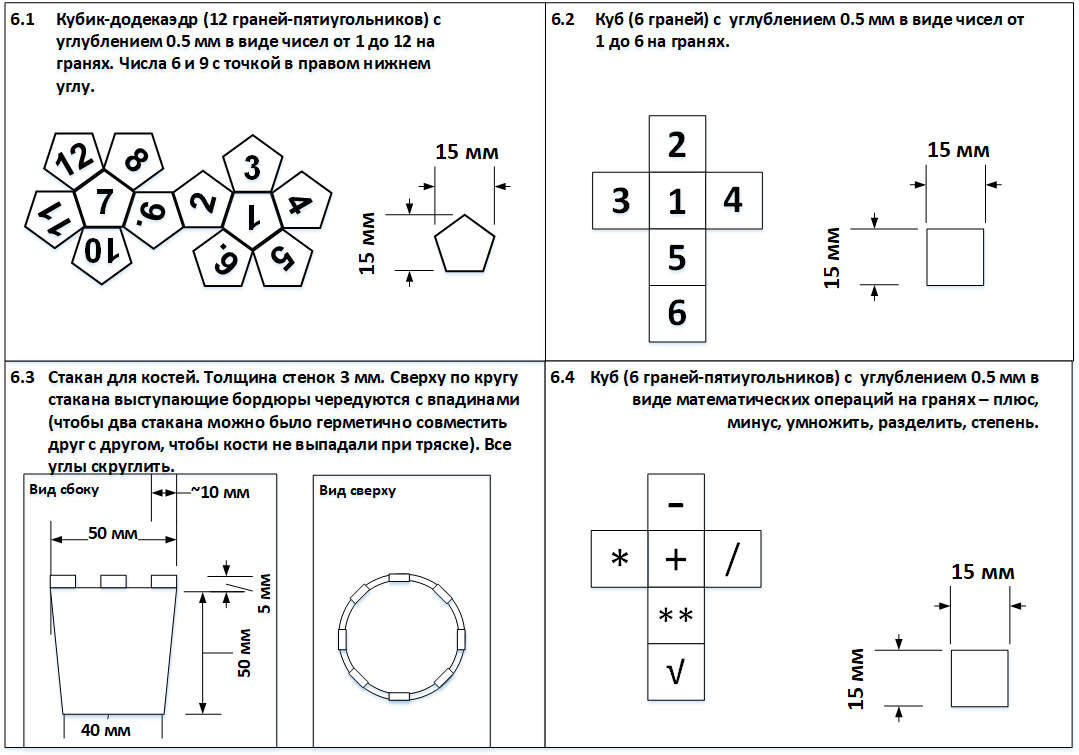 6.1 Кубик-додекаэдр (12 граней-пятиугольников) с
углублением 0.5 мм в виде чисел от 1 до 12 на
гранях. Числа 6 и 9 с точкой в правом нижнем
углу.
12
8
7
11
10
9.
2
3
1
4
6.
5
15 мм
15 мм
6.2 Куб (6 граней) с углублением 0.5 мм в виде чисел от
1 до 6 на гранях.
2
3 1 4
5
6
15 мм
15 мм
6.3 Стакан для костей. Толщина стенок 3 мм. Сверху по кругу
стакана выступающие бордюры чередуются с впадинами
(чтобы два стакана можно было герметично совместить
друг с другом, чтобы кости не выпадали при тряске). Все
углы скруглить.
Вид сбоку
~10 мм
50 мм
5 мм
50 мм
40 мм
Вид сверху
6.4 Куб (6 граней-пятиугольников) с углублением 0.5 мм в
виде математических операций на гранях – плюс,
минус, умножить, разделить, степень.
-
* + /
**
√
15 мм
15 мм